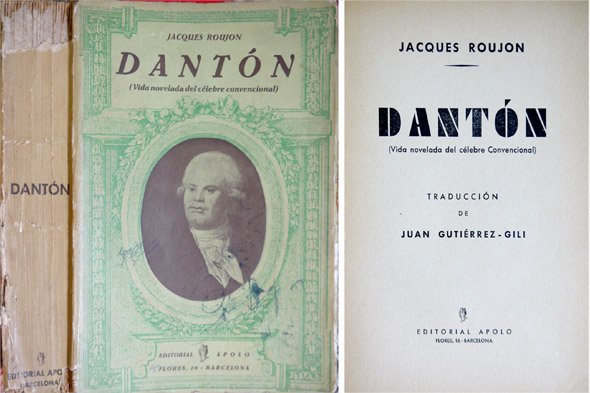 DANTÓN
EDITORIAL APOLO
BARCELONA
JACQUES ROUJON
DANTÓN
(Vida novelada del célebre convencional)
EDITORIAL APOLO
FLORES, 16 - BARCELONA
JACQUES ROUJON
DANTÓN
(Vida novelada del célebre Convencional)
TRADUCCIÓN
DE
JUAN GUTIÉRREZ-GILI
EDITORIAL APOLO
FLORES, 16 - BARCELONA